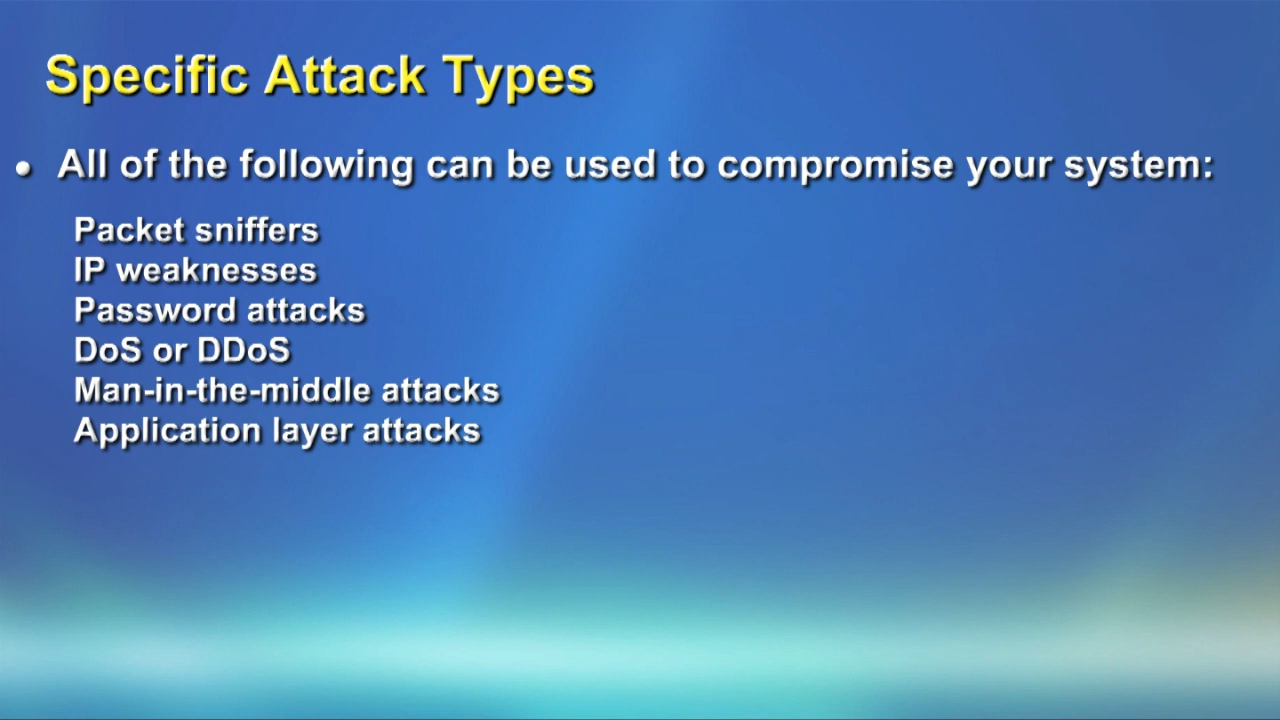 Specific Attack Types
• All of the following can be used to compromise your system:
Packet sniffers
IP weaknesses
Password attacks
DoS or DDoS
Man-in-the-middle attacks
Application layer attacks